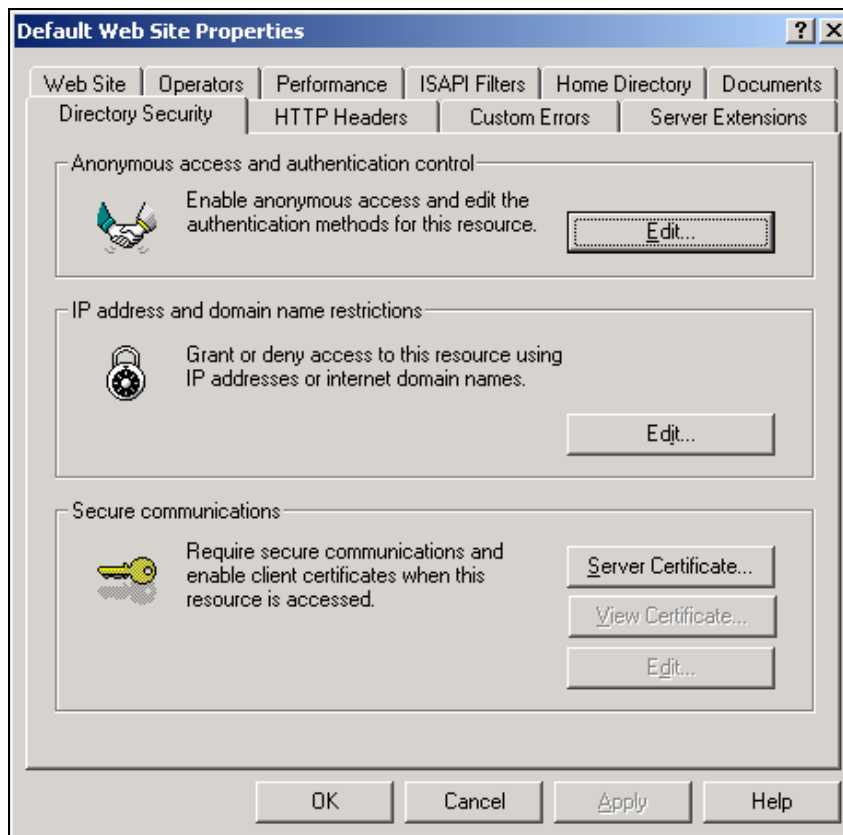 Default Web Site Properties
Web Site Operators Performance ISAPI Filters Home Directory Documents
Directory Security HTTP Headers Custom Errors Server Extensions
Anonymous access and authentication control
Enable anonymous access and edit the
authentication methods for this resource.
Edit...
IP address and domain name restrictions
Grant or deny access to this resource using
IP addresses or internet domain names.
Edit...
Secure communications
Require secure communications and
enable client certificates when this
resource is accessed.
Server Certificate...
View Certificate...
Edit...
OK Cancel Apply Help